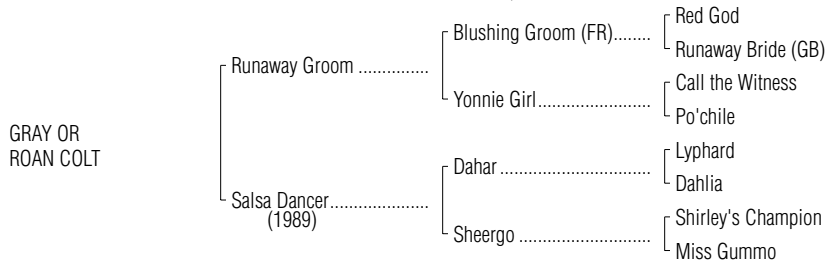 Red God
Blushing Groom (FR)........
Runaway Bride (GB)
Runaway Groom ................
Call the Witness
Yonnie Girl..........................
Po'chile
GRAY OR
ROAN COLT
Lyphard
Dahar ...................................
Dahlia
Salsa Dancer.......................
(1989)
Shirley's Champion
Sheergo ..............................
Miss Gummo